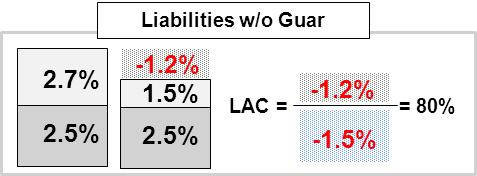 Liabilities w/o Guar
2.7%
2.5%
-1.2%
1.5%
2.5%
LAC = -1.2% / -1.5% = 80%